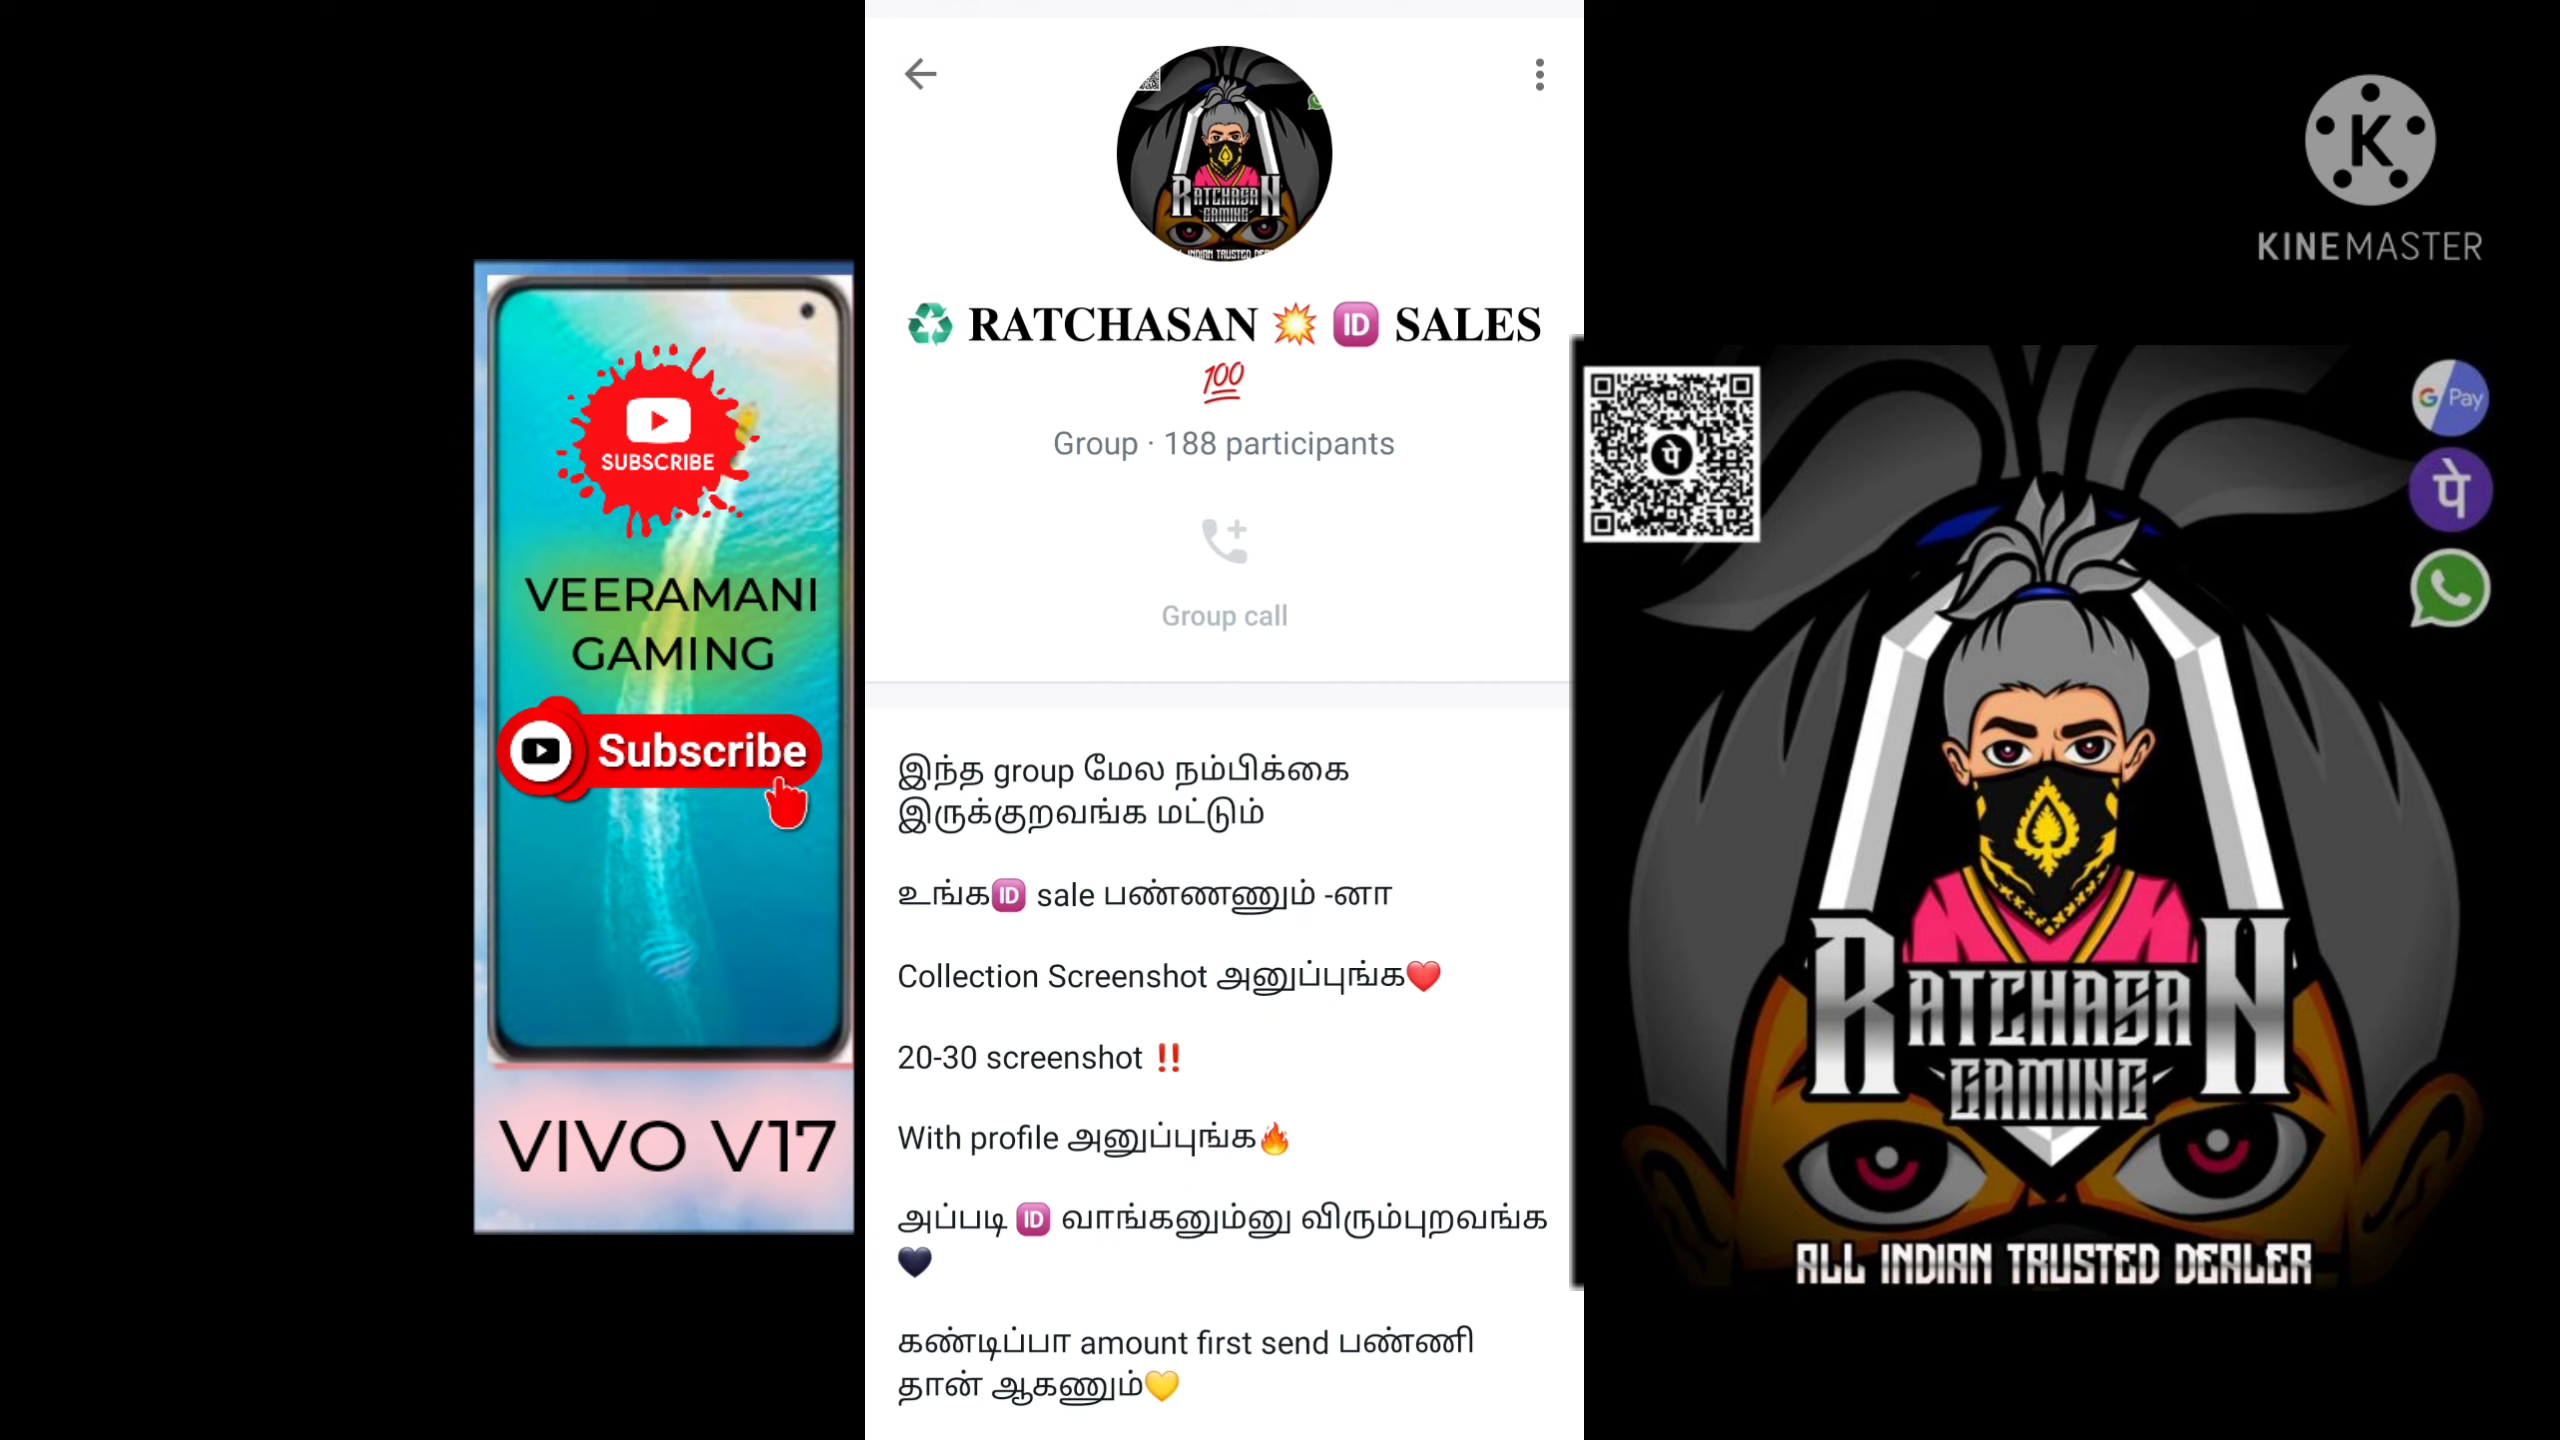 SUBSCRIBE
VEERAMANI
GAMING
Subscribe
VIVO V17
RATCHASAN
GAMING
♻️ RATCHASAN 💥 🆔 SALES
💯
Group · 188 participants
Group call
இந்த group மேல நம்பிக்கை
இருக்குறவங்க மட்டும்
உங்க🆔 sale பண்ணணும் -னா
Collection Screenshot அனுப்புங்க❤️
20-30 screenshot ‼️
With profile அனுப்புங்க🔥
அப்படி 🆔 வாங்கனும்னு விரும்புறவங்க
🖤
கண்டிப்பா amount first send பண்ணி
தான் ஆகணும்💛
K
KINEMASTER
G Pay
पे
पे
RATCHASAN
GAMING
ALL INDIAN TRUSTED DEALER